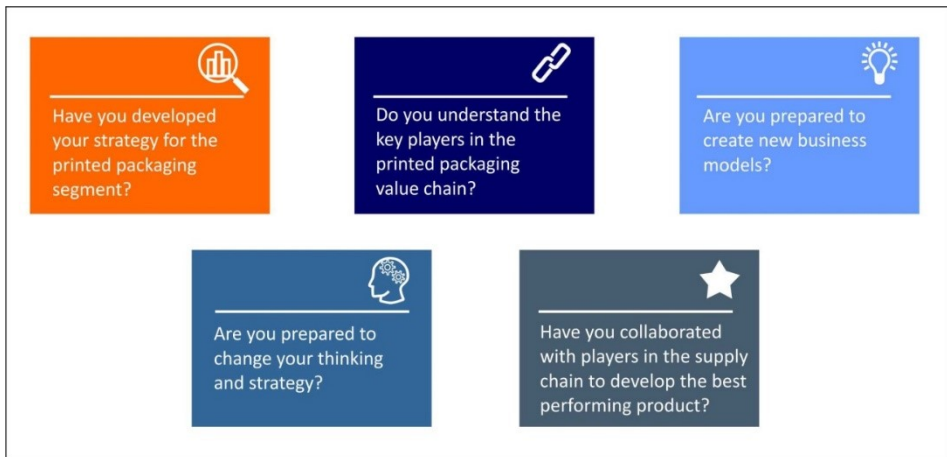 Have you developed
your strategy for the
printed packaging
segment?
Do you understand the
key players in the
printed packaging
value chain?
Are you prepared to
create new business
models?
Are you prepared to
change your thinking
and strategy?
Have you collaborated
with players in the supply
chain to develop the best
performing product?